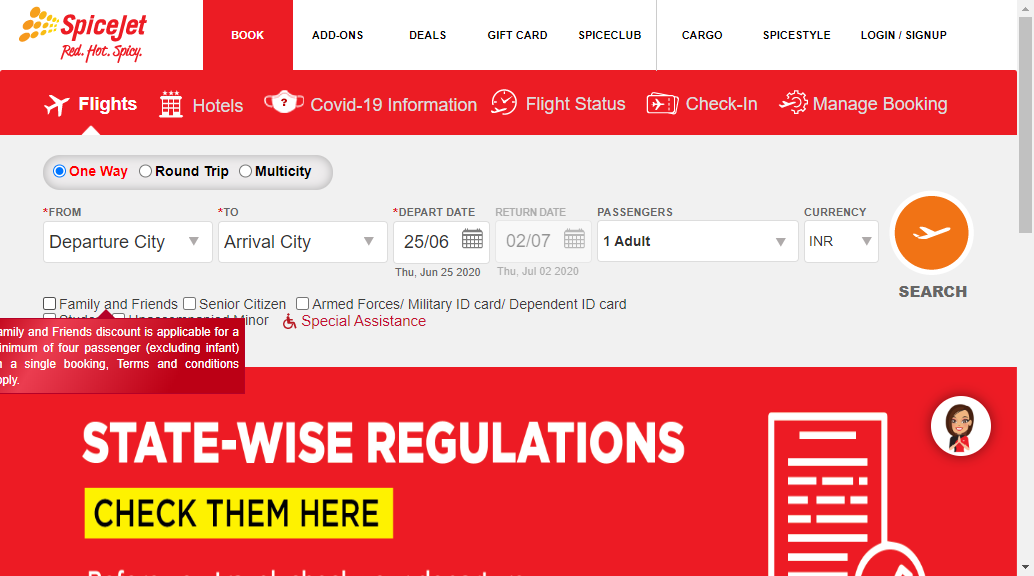 SpiceJet
Red. Hot. Spicy.
BOOK ADD-ONS DEALS GIFT CARD SPICECLUB CARGO SPICESTYLE LOGIN / SIGNUP
Flights Hotels ? Covid-19 Information Flight Status Check-In Manage Booking
One Way Round Trip Multicity
*FROM *TO *DEPART DATE RETURN DATE PASSENGERS CURRENCY
Departure City Arrival City 25/06 02/07 1 Adult INR
Thu, Jun 25 2020 Thu, Jul 02 2020
SEARCH
Family and Friends Senior Citizen Armed Forces/ Military ID card/ Dependent ID card
Minor Special Assistance
amily and Friends discount is applicable for a
inimum of four passenger (excluding infant)
a single booking, Terms and conditions
pply.
STATE-WISE REGULATIONS
CHECK THEM HERE